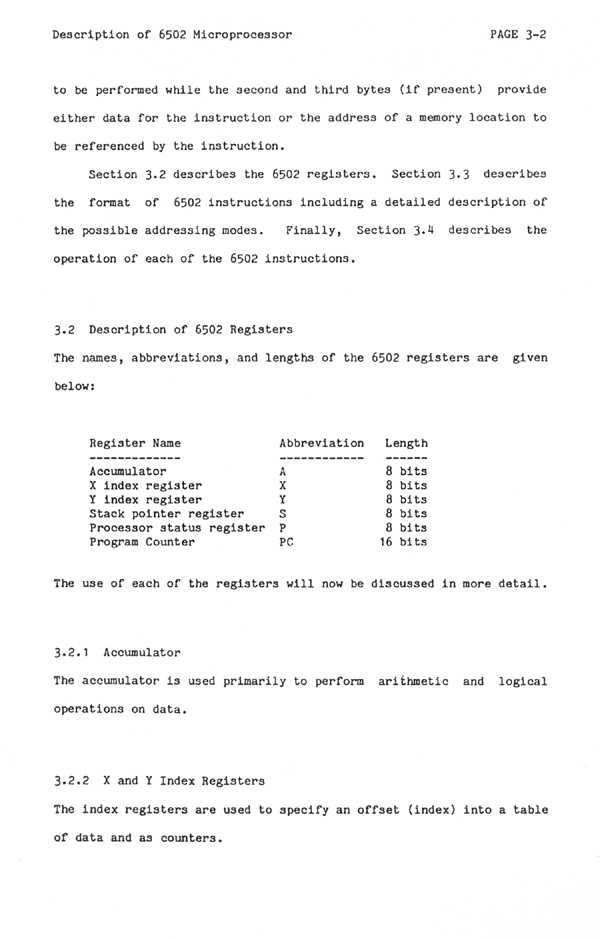 Description of 6502 Microprocessor PAGE 3-2
to be performed while the second and third bytes (if present) provide
either data for the instruction or the address of a memory location to
be referenced by the instruction.
Section 3.2 describes the 6502 registers. Section 3.3 describes
the format of 6502 instructions including a detailed description of
the possible addressing modes. Finally, Section 3.4 describes the
operation of each of the 6502 instructions.
3.2 Description of 6502 Registers
The names, abbreviations, and lengths of the 6502 registers are given
below:
Register Name Abbreviation Length
------------- ------------ ------
Accumulator A 8 bits
X index register X 8 bits
Y index register Y 8 bits
Stack pointer register S 8 bits
Processor status register P 8 bits
Program Counter PC 16 bits
The use of each of the registers will now be discussed in more detail.
3.2.1 Accumulator
The accumulator is used primarily to perform arithmetic and logical
operations on data.
3.2.2 X and Y Index Registers
The index registers are used to specify an offset (index) into a table
of data and as counters.